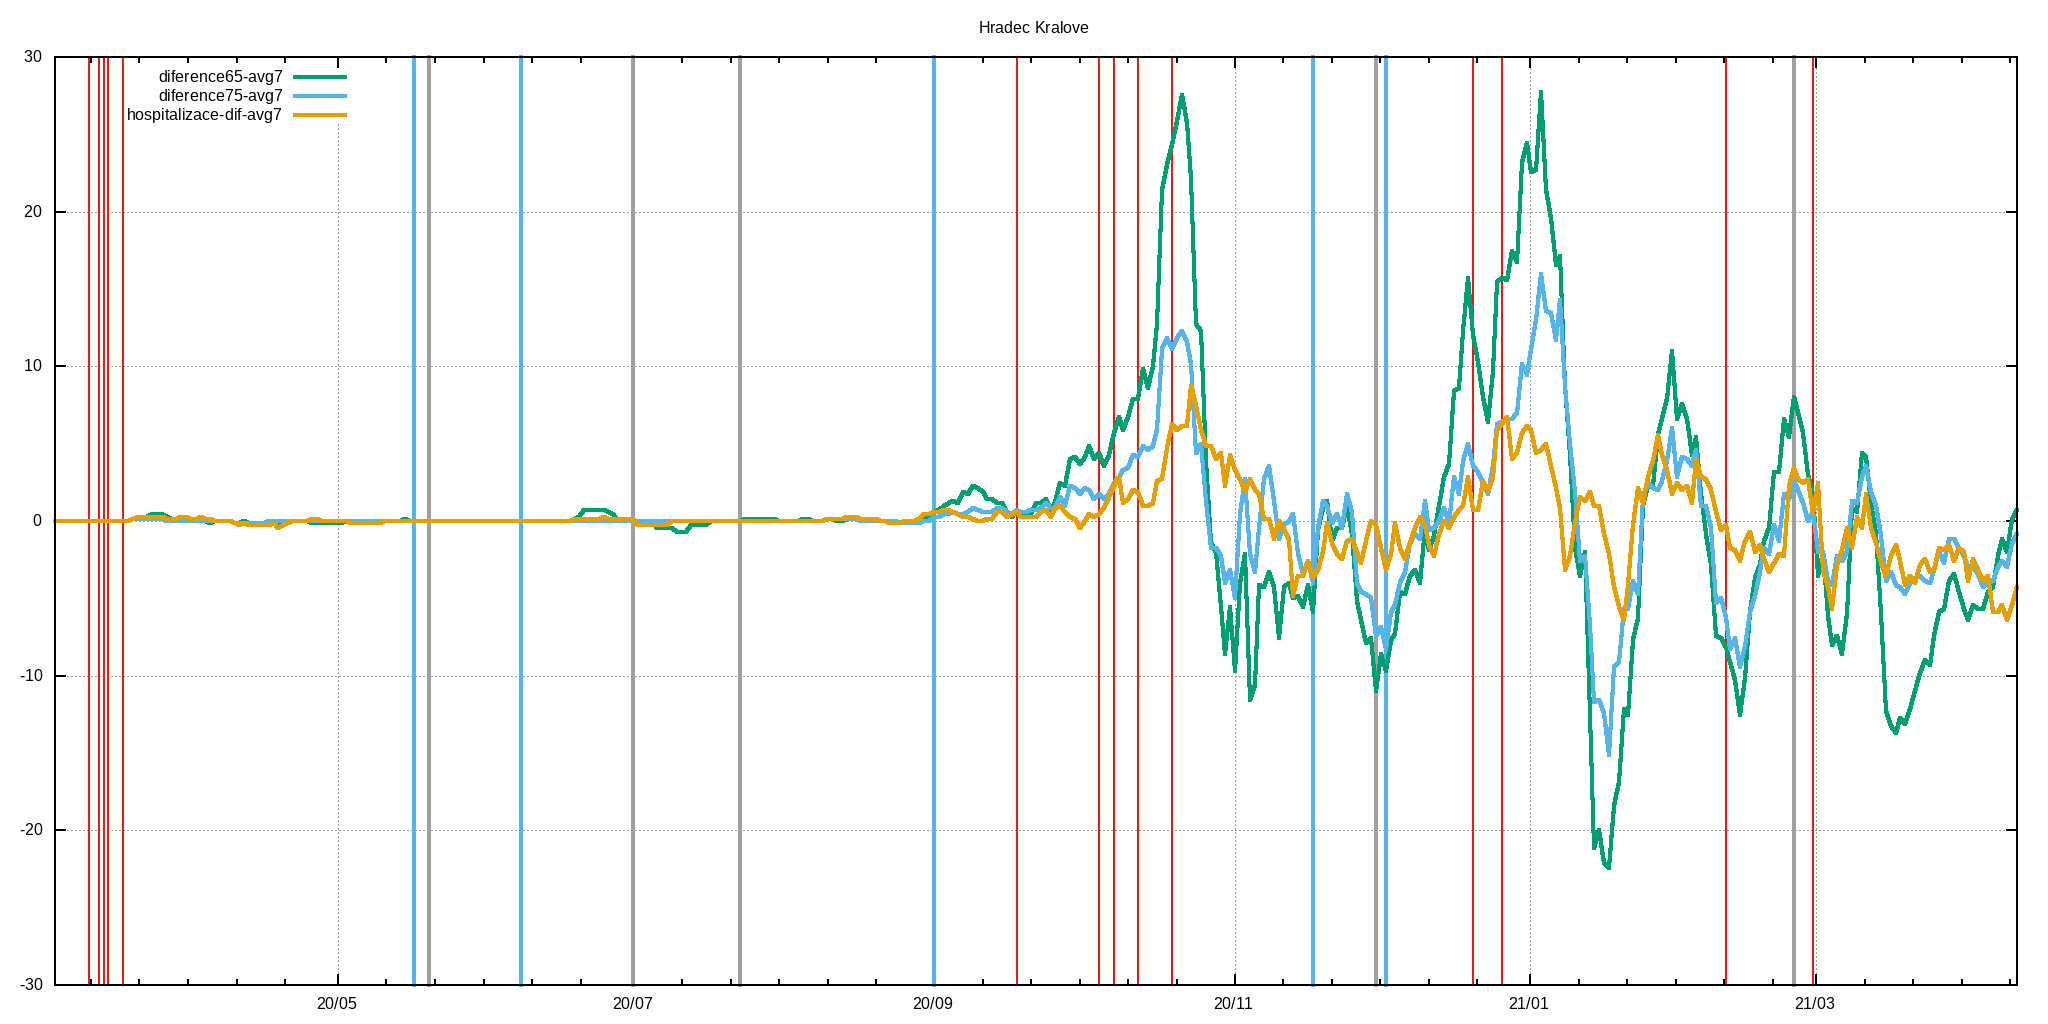 Hradec Kralove
30
diference65-avg7
diference75-avg7
hospitalizace-dif-avg7
20
10
0
-10
-20
-30
20/05 20/07 20/09 20/11 21/01 21/03